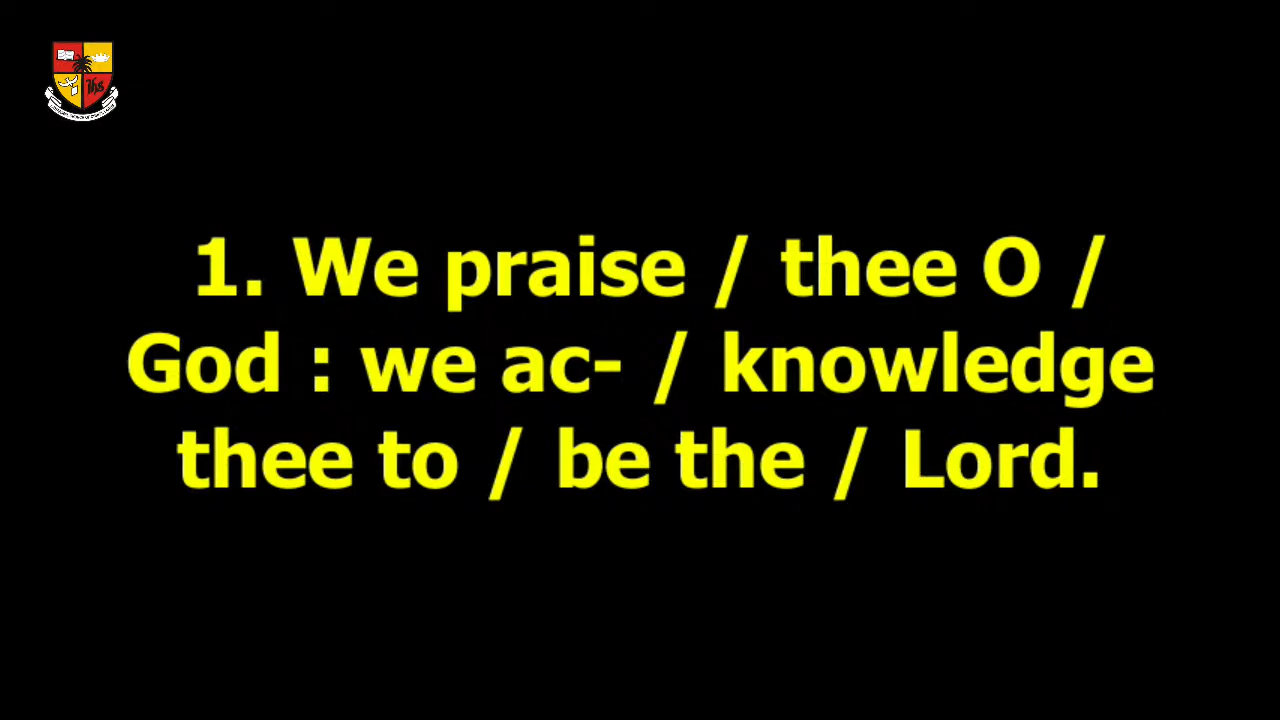 1. We praise / thee O /
God : we ac- / knowledge
thee to / be the / Lord.